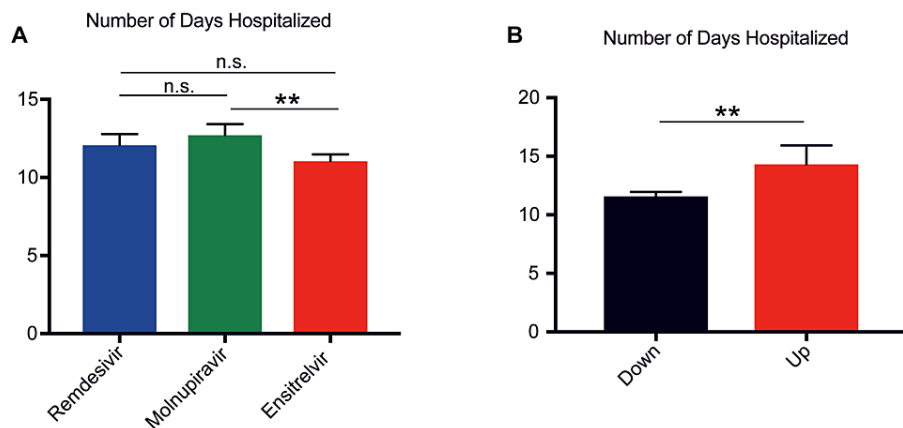 A
Number of Days Hospitalized
n.s.
n.s.
**
15
10
5
0
Remdesivir
Molnupiravir
Ensitrelvir
B
Number of Days Hospitalized
**
20
15
10
5
0
Down
Up